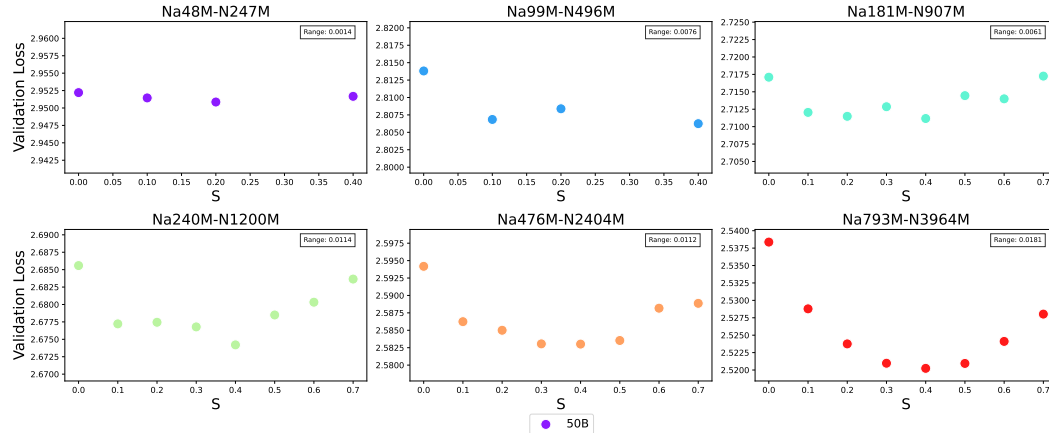 Na48M-N247M
Na99M-N496M
Na181M-N907M
Validation Loss
2.9600
2.9575
2.9550
2.9525
2.9500
2.9475
2.9450
2.9425
Range: 0.0014
0.00 0.05 0.10 0.15 0.20 0.25 0.30 0.35 0.40
S
2.8200
2.8175
2.8150
2.8125
2.8100
2.8075
2.8050
2.8025
2.8000
Range: 0.0076
0.00 0.05 0.10 0.15 0.20 0.25 0.30 0.35 0.40
S
2.7250
2.7225
2.7200
2.7175
2.7150
2.7125
2.7100
2.7075
2.7050
Range: 0.0061
0.0 0.1 0.2 0.3 0.4 0.5 0.6 0.7
S
Na240M-N1200M
Na476M-N2404M
Na793M-N3964M
Validation Loss
2.6900
2.6875
2.6850
2.6825
2.6800
2.6775
2.6750
2.6725
2.6700
Range: 0.0114
0.0 0.1 0.2 0.3 0.4 0.5 0.6 0.7
S
2.5975
2.5950
2.5925
2.5900
2.5875
2.5850
2.5825
2.5800
Range: 0.0112
0.0 0.1 0.2 0.3 0.4 0.5 0.6 0.7
S
2.5400
2.5375
2.5350
2.5325
2.5300
2.5275
2.5250
2.5225
2.5200
Range: 0.0181
0.0 0.1 0.2 0.3 0.4 0.5 0.6 0.7
S
50B